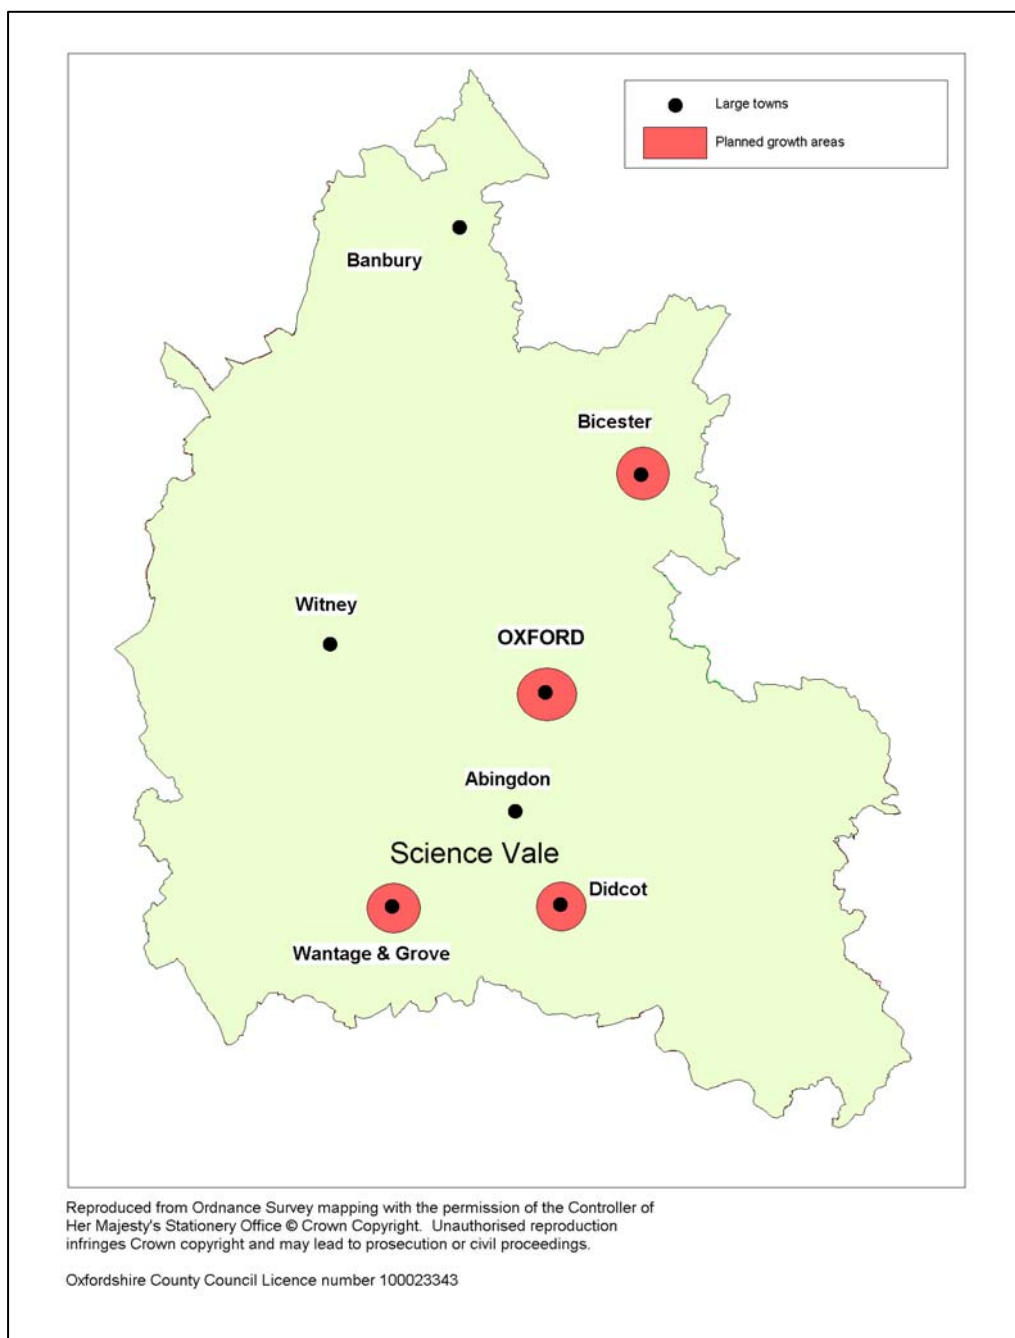 Large towns
Planned growth areas
Banbury
Bicester
Witney
OXFORD
Abingdon
Science Vale
Didcot
Wantage & Grove
Reproduced from Ordnance Survey mapping with the permission of the Controller of
Her Majesty's Stationery Office © Crown Copyright.  Unauthorised reproduction
infringes Crown copyright and may lead to prosecution or civil proceedings.
Oxfordshire County Council Licence number 100023343